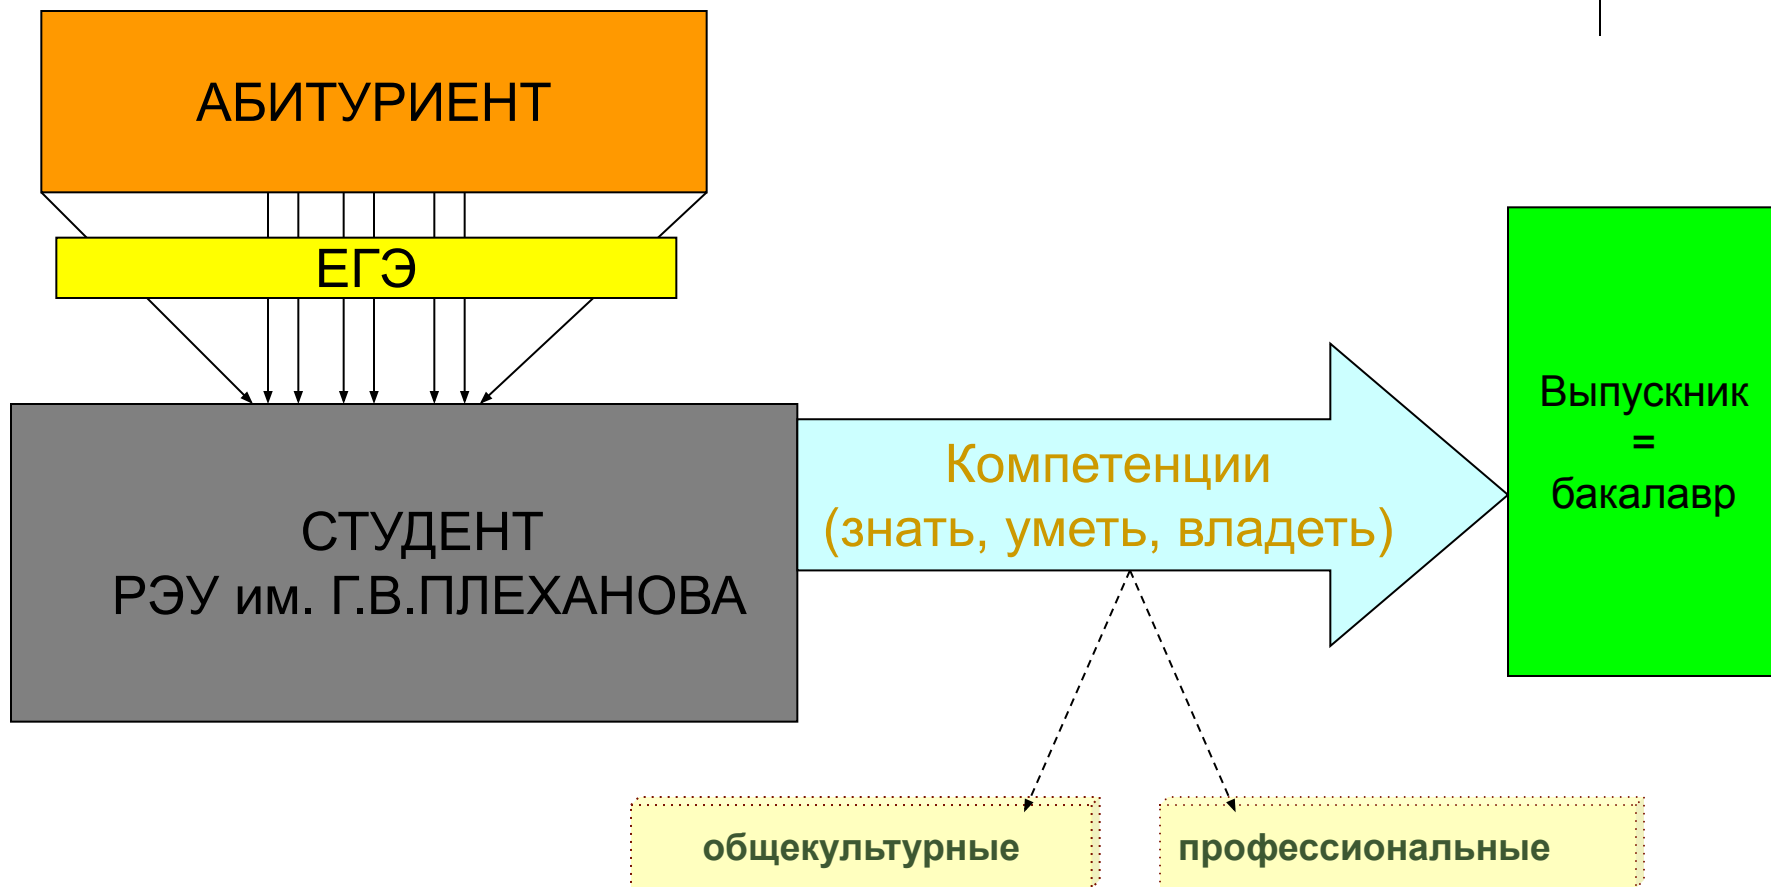 АБИТУРИЕНТ
ЕГЭ
СТУДЕНТ
РЭУ им. Г.В.ПЛЕХАНОВА
Компетенции
(знать, уметь, владеть)
Выпускник
=
бакалавр
общекультурные
профессиональные